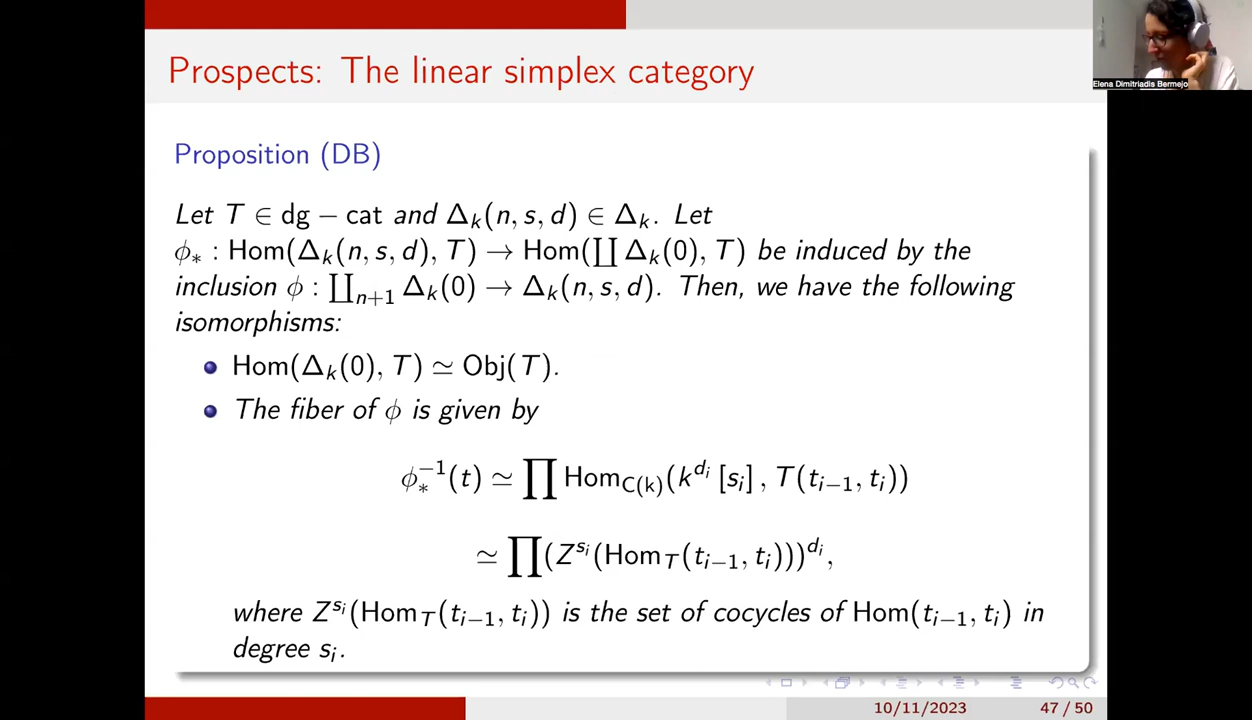 Prospects: The linear simplex category
Elena Dimitriadis Bermejo
Proposition (DB)
Let T ∈ dg − cat and Δ_k(n, s, d) ∈ Δ_k. Let
ϕ_* : Hom(Δ_k(n, s, d), T) → Hom(∐ Δ_k(0), T) be induced by the
inclusion ϕ : ∐_{n+1} Δ_k(0) → Δ_k(n, s, d). Then, we have the following
isomorphisms:
Hom(Δ_k(0), T) ≃ Obj(T).
The fiber of ϕ is given by
ϕ_*^{−1}(t) ≃ ∏ Hom_{C(k)}(k^{d_i} [s_i] , T(t_{i−1}, t_i))
≃ ∏(Z^{s_i}(Hom_T(t_{i−1}, t_i)))^{d_i},
where Z^{s_i}(Hom_T(t_{i−1}, t_i)) is the set of cocycles of Hom(t_{i−1}, t_i) in
degree s_i.
10/11/2023 47 / 50